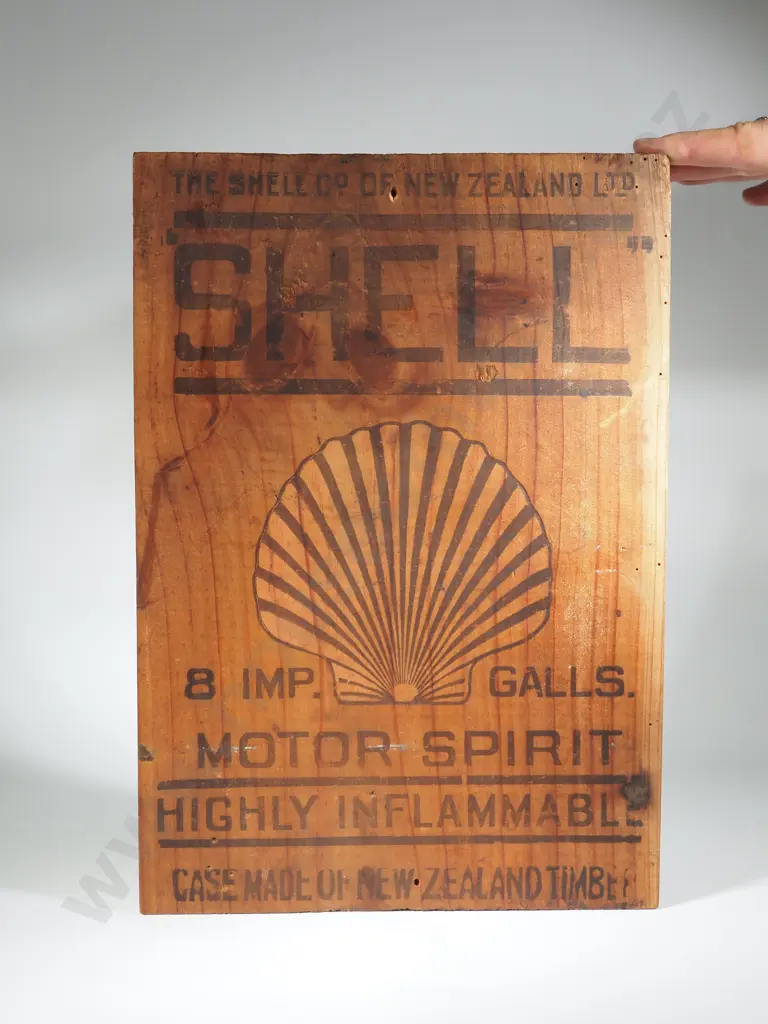 THE SHELL CO OF NEW ZEALAND LTD
"SHELL"
8 IMP. GALLS.
MOTOR SPIRIT
HIGHLY INFLAMMABLE
CASE MADE OF NEW ZEALAND TIMBER